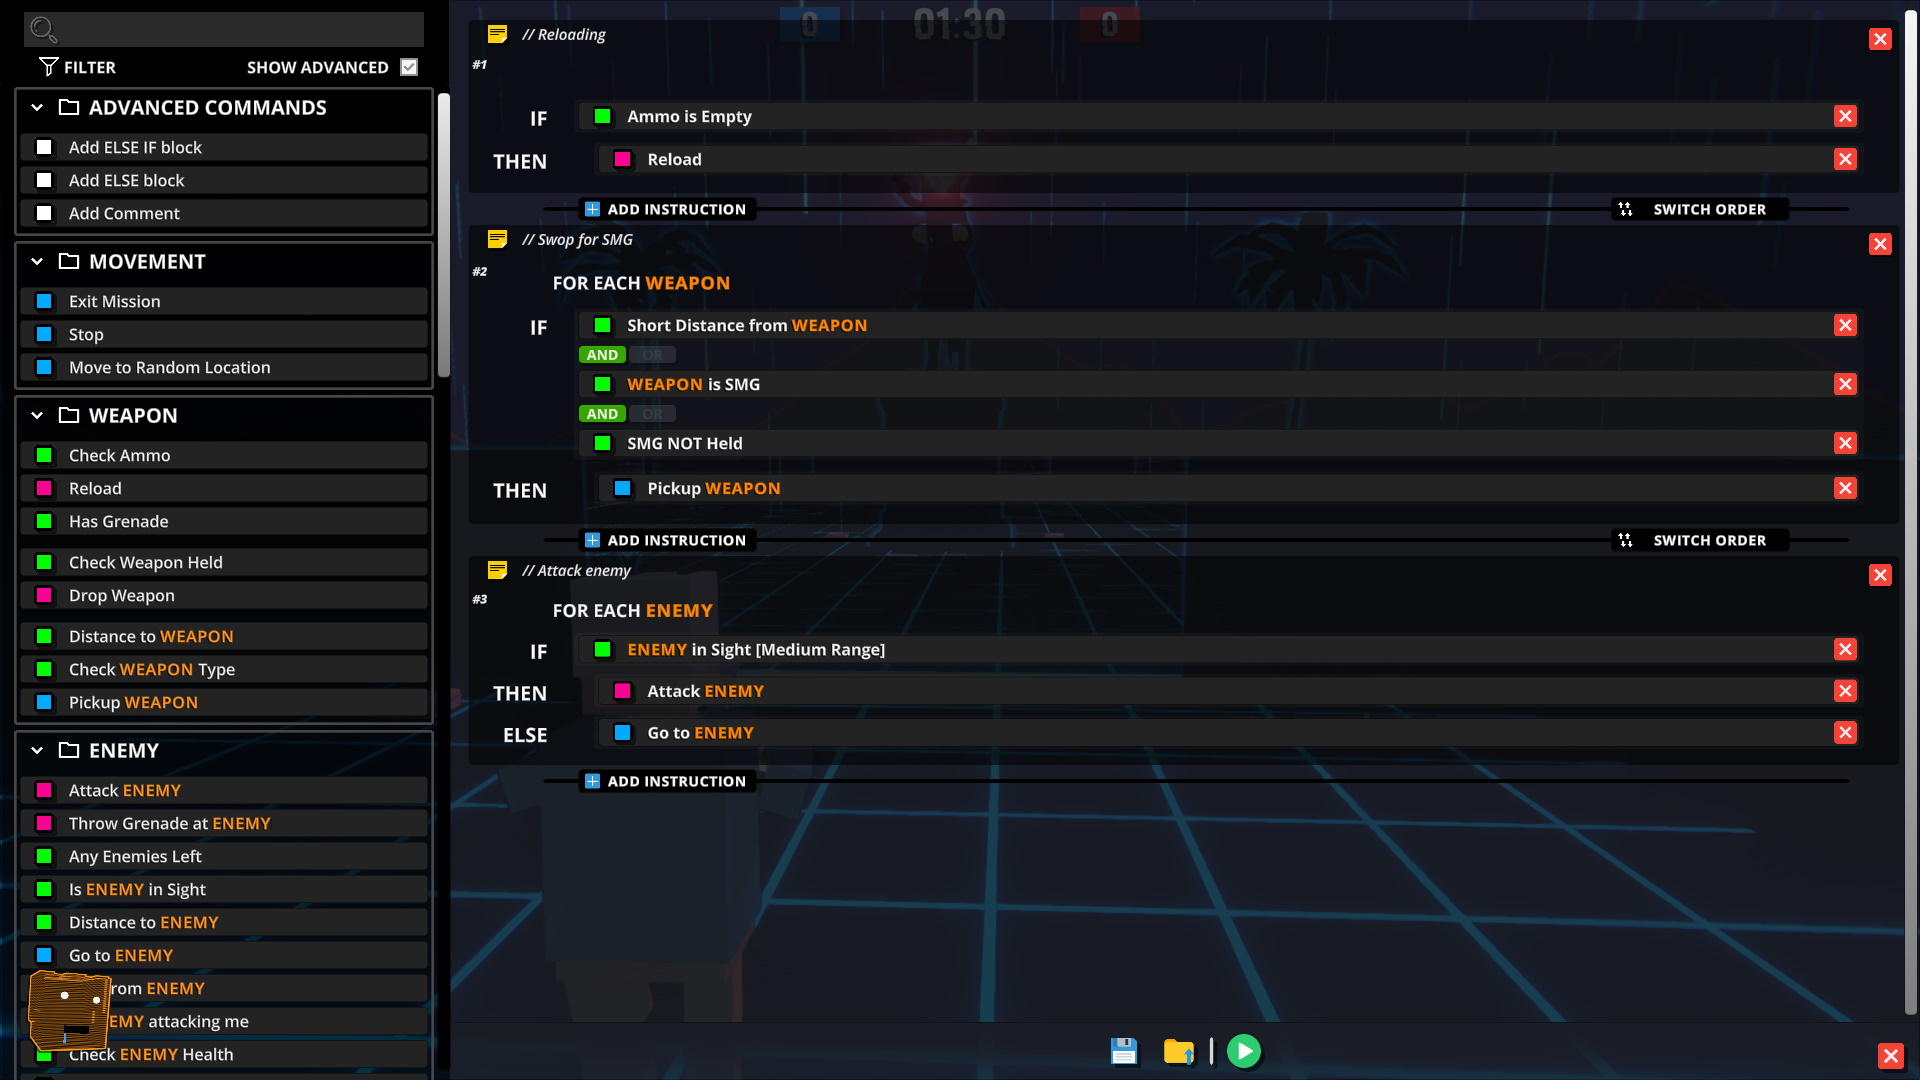 FILTER
SHOW ADVANCED
ADVANCED COMMANDS
Add ELSE IF block
Add ELSE block
Add Comment
MOVEMENT
Exit Mission
Stop
Move to Random Location
WEAPON
Check Ammo
Reload
Has Grenade
Check Weapon Held
Drop Weapon
Distance to WEAPON
Check WEAPON Type
Pickup WEAPON
ENEMY
Attack ENEMY
Throw Grenade at ENEMY
Any Enemies Left
Is ENEMY in Sight
Distance to ENEMY
Go to ENEMY
ENEMY
attacking me
Check ENEMY Health
0 01:30 0
// Reloading
#1
IF Ammo is Empty
THEN Reload
ADD INSTRUCTION SWITCH ORDER
// Swop for SMG
#2
FOR EACH WEAPON
IF Short Distance from WEAPON
AND OR
WEAPON is SMG
AND OR
SMG NOT Held
THEN Pickup WEAPON
ADD INSTRUCTION SWITCH ORDER
// Attack enemy
#3
FOR EACH ENEMY
IF ENEMY in Sight [Medium Range]
THEN Attack ENEMY
ELSE Go to ENEMY
ADD INSTRUCTION